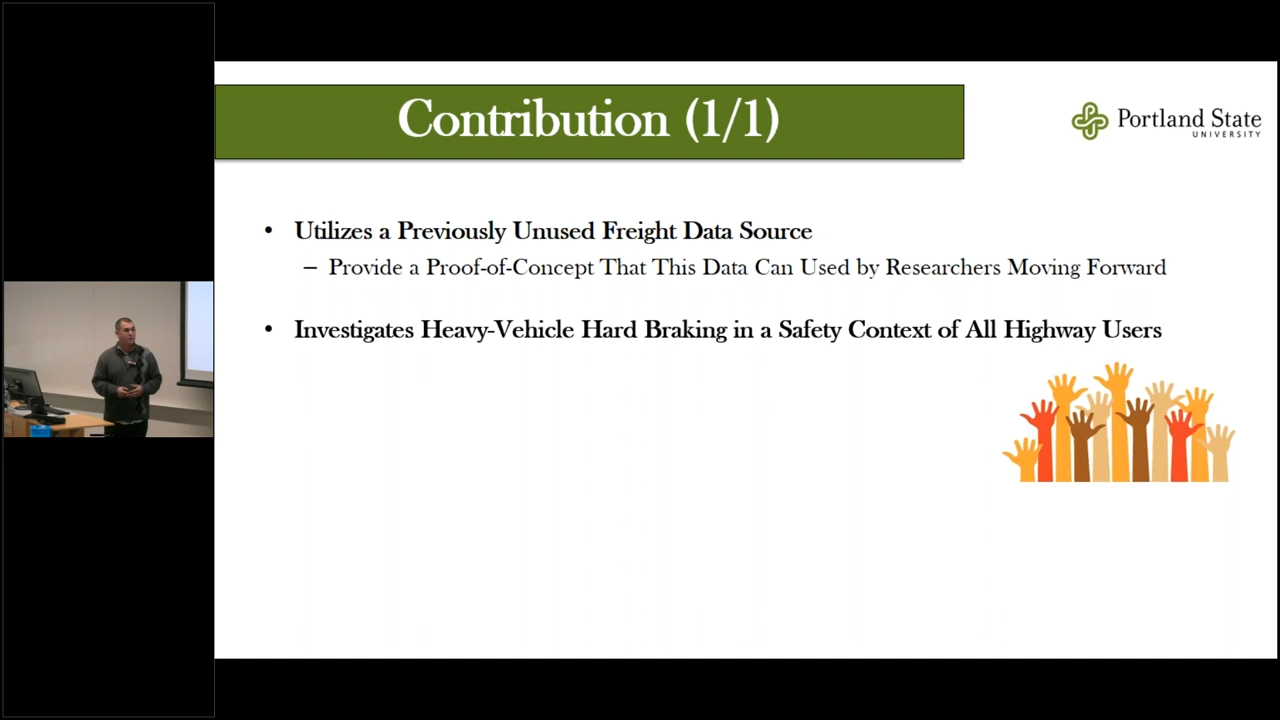 Contribution (1/1)
Portland State
UNIVERSITY
• Utilizes a Previously Unused Freight Data Source
– Provide a Proof-of-Concept That This Data Can Used by Researchers Moving Forward
• Investigates Heavy-Vehicle Hard Braking in a Safety Context of All Highway Users